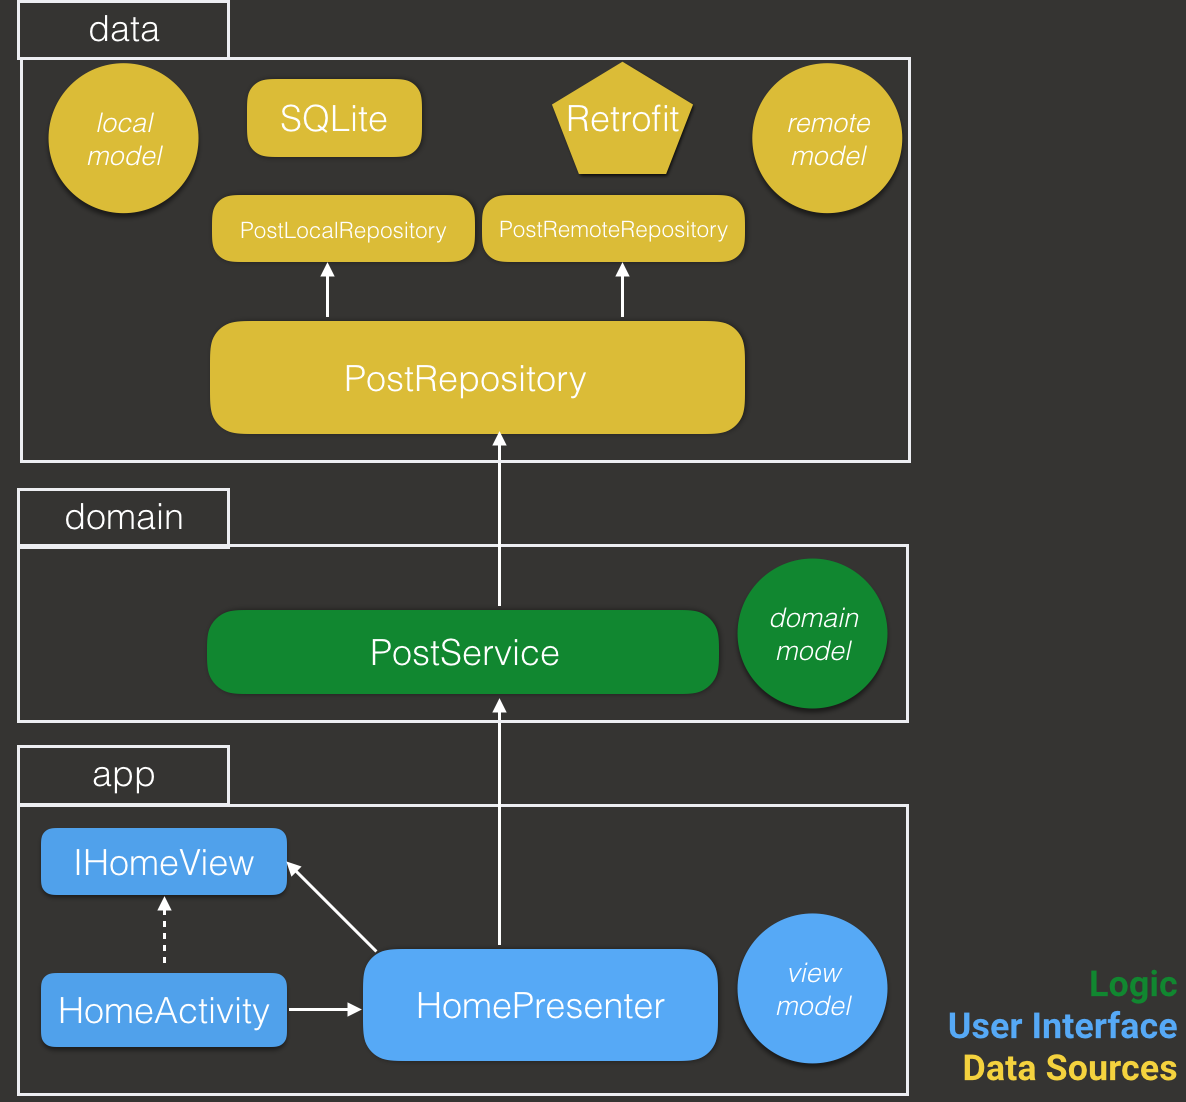 data
local
model
SQLite
Retrofit
remote
model
PostLocalRepository
PostRemoteRepository
PostRepository
domain
PostService
domain
model
app
IHomeView
HomeActivity
HomePresenter
view
model
Logic
User Interface
Data Sources